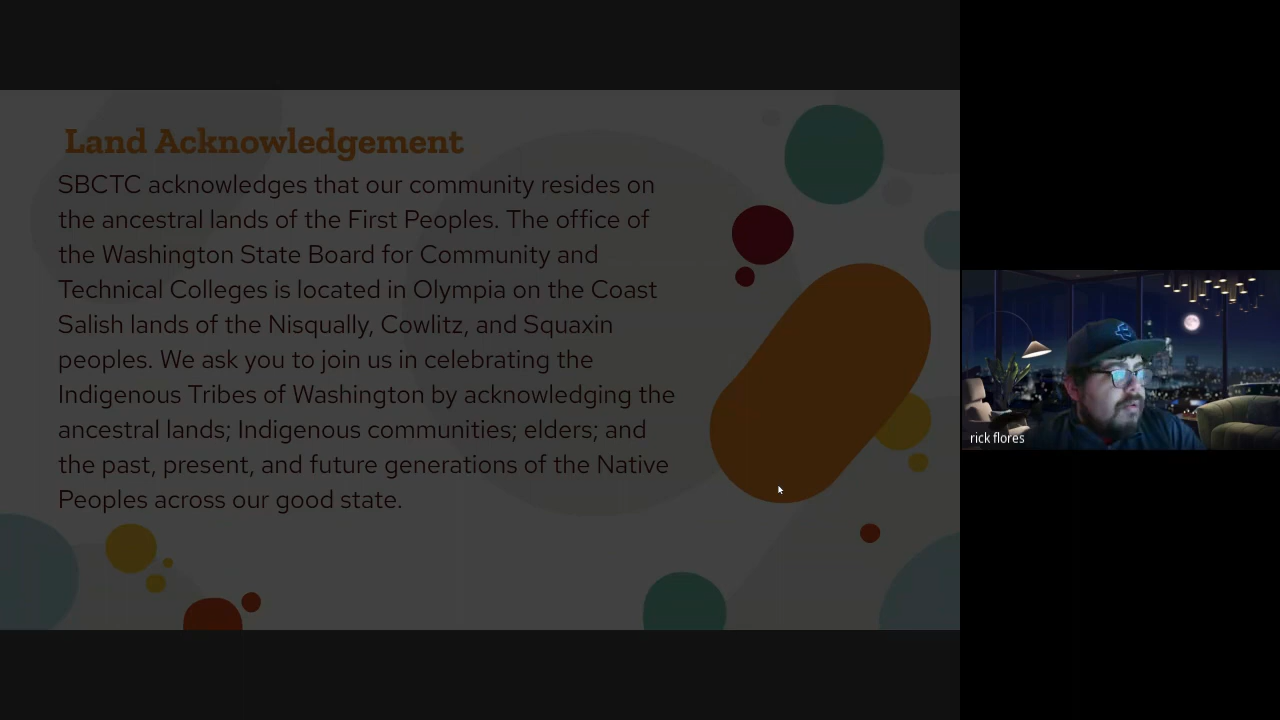 Land Acknowledgement
SBCTC acknowledges that our community resides on
the ancestral lands of the First Peoples. The office of
the Washington State Board for Community and
Technical Colleges is located in Olympia on the Coast
Salish lands of the Nisqually, Cowlitz, and Squaxin
peoples. We ask you to join us in celebrating the
Indigenous Tribes of Washington by acknowledging the
ancestral lands; Indigenous communities; elders; and
the past, present, and future generations of the Native
Peoples across our good state.
rick flores